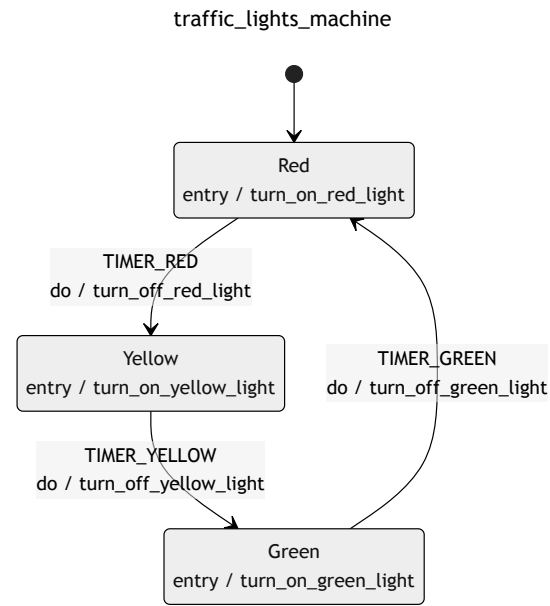 traffic_lights_machine
Red
entry / turn_on_red_light
TIMER_RED
do / turn_off_red_light
Yellow
entry / turn_on_yellow_light
TIMER_GREEN
do / turn_off_green_light
TIMER_YELLOW
do / turn_off_yellow_light
Green
entry / turn_on_green_light